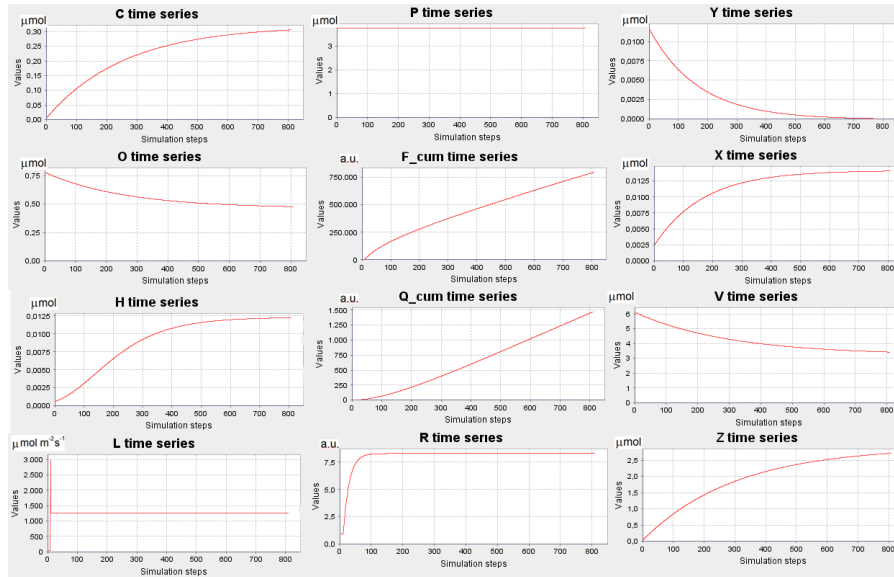 C time series
μmol
0,30
0,25
0,20
0,15
0,10
0,05
0,00
Values
0 100 200 300 400 500 600 700 800
Simulation steps
P time series
μmol
3
2
1
0
Values
0 100 200 300 400 500 600 700 800
Simulation steps
Y time series
μmol
0,0100
0,0075
0,0050
0,0025
0,0000
Values
0 100 200 300 400 500 600 700 800
Simulation steps
O time series
μmol
0,75
0,50
0,25
0,00
Values
0 100 200 300 400 500 600 700 800
Simulation steps
F_cum time series
a.u.
750.000
500.000
250.000
0
Values
0 100 200 300 400 500 600 700 800
Simulation steps
X time series
μmol
0,0125
0,0100
0,0075
0,0050
0,0025
0,0000
Values
0 100 200 300 400 500 600 700 800
Simulation steps
H time series
μmol
0,0125
0,0100
0,0075
0,0050
0,0025
0,0000
Values
0 100 200 300 400 500 600 700 800
Simulation steps
Q_cum time series
a.u.
1.500
1.250
1.000
750
500
250
0
Values
0 100 200 300 400 500 600 700 800
Simulation steps
V time series
μmol
6
5
4
3
2
1
0
Values
0 100 200 300 400 500 600 700 800
Simulation steps
L time series
μmol m⁻²s⁻¹
3.000
2.500
2.000
1.500
1.000
500
0
Values
0 100 200 300 400 500 600 700 800
Simulation steps
R time series
a.u.
7,5
5,0
2,5
0,0
Values
0 100 200 300 400 500 600 700 800
Simulation steps
Z time series
μmol
2,5
2,0
1,5
1,0
0,5
0,0
Values
0 100 200 300 400 500 600 700 800
Simulation steps